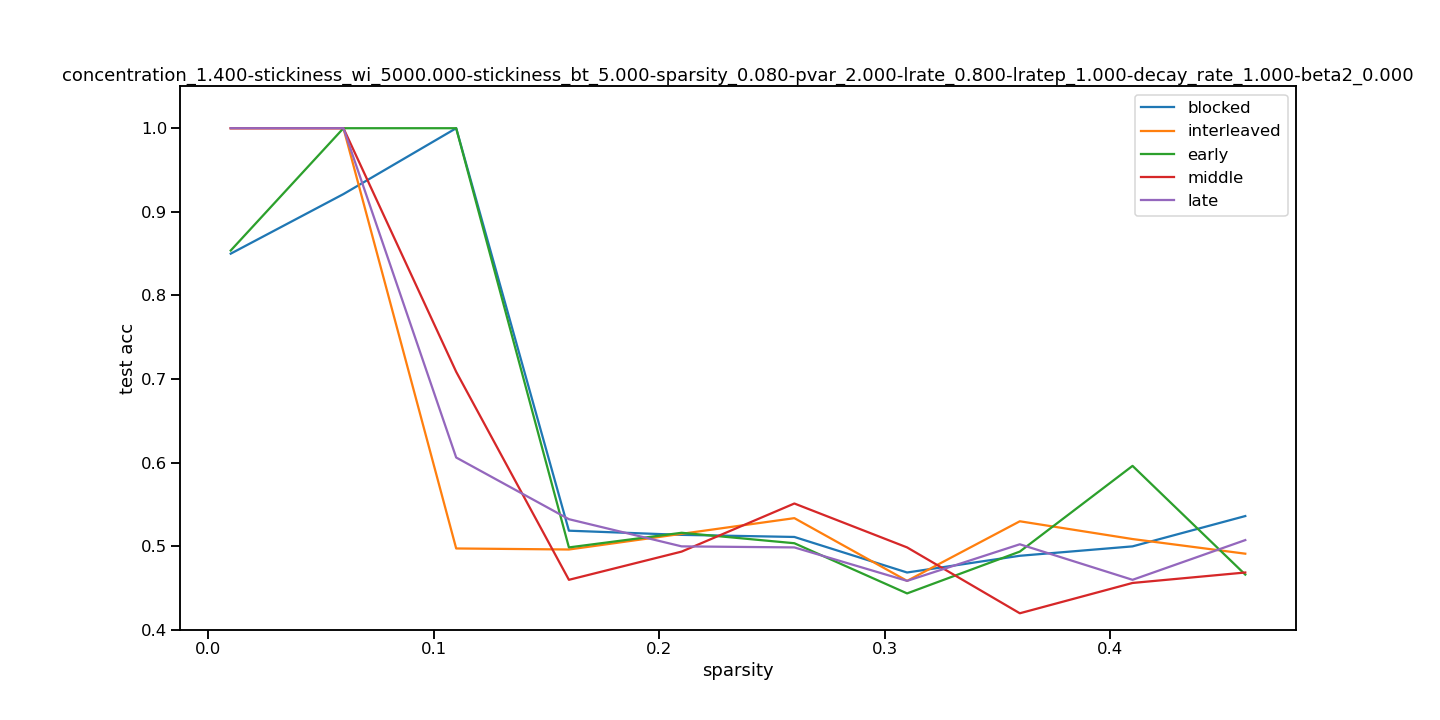 concentration_1.400-stickiness_wi_5000.000-stickiness_bt_5.000-sparsity_0.080-pvar_2.000-lrate_0.800-lratep_1.000-decay_rate_1.000-beta2_0.000
blocked
interleaved
early
middle
late
1.0
0.9
0.8
0.7
0.6
0.5
0.4
test acc
0.0 0.1 0.2 0.3 0.4
sparsity